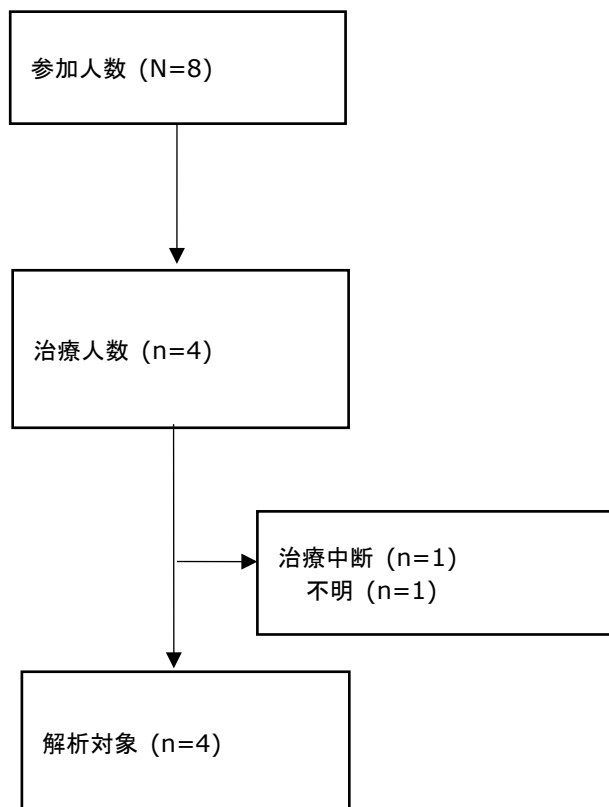 参加人数 (N=8)
治療人数 (n=4)
治療中断 (n=1)
不明 (n=1)
解析対象 (n=4)